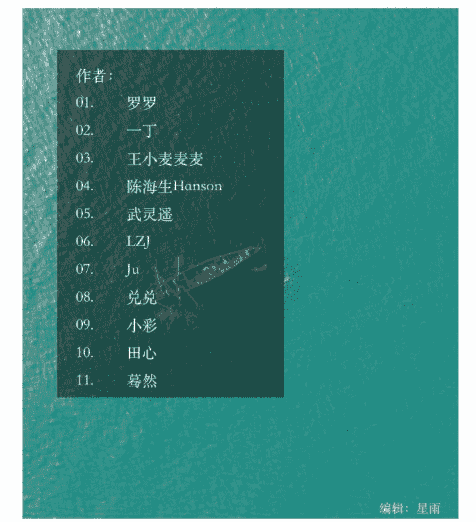 作者：
01. 罗罗
02. 一丁
03. 王小麦麦麦
04. 陈海生Hanson
05. 武灵遥
06. LZJ
07. Ju
08. 兑兑
09. 小彩
10. 田心
11. 蓦然
编辑：星雨